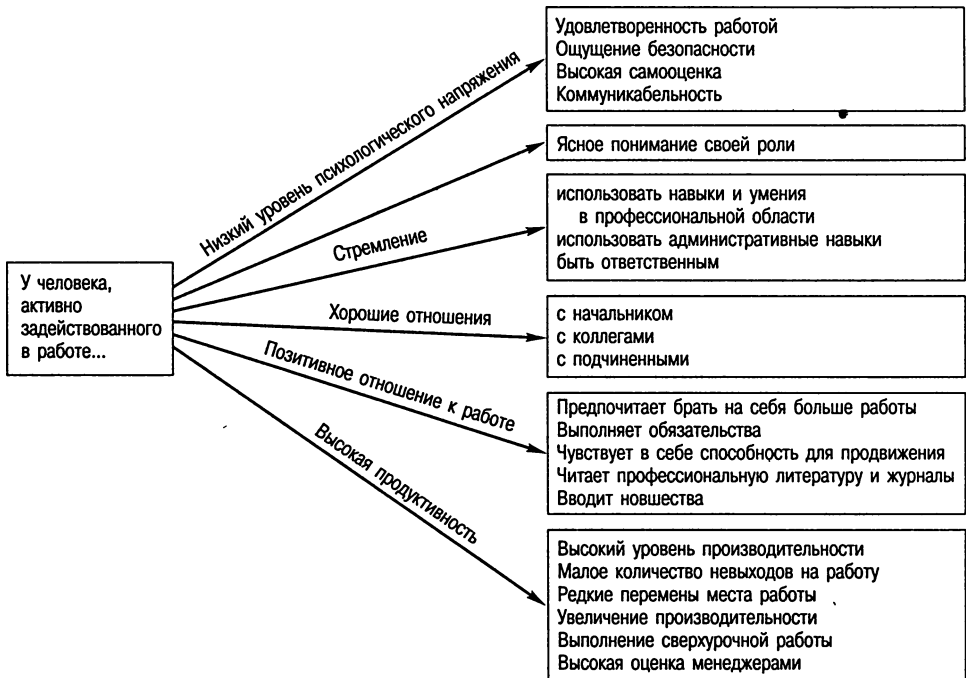 У человека,
активно
задействованного
в работе...
Низкий уровень психологического напряжения
Удовлетворенность работой
Ощущение безопасности
Высокая самооценка
Коммуникабельность
Ясное понимание своей роли
Стремление
использовать навыки и умения
в профессиональной области
использовать административные навыки
быть ответственным
Хорошие отношения
с начальником
с коллегами
с подчиненными
Позитивное отношение к работе
Предпочитает брать на себя больше работы
Выполняет обязательства
Чувствует в себе способность для продвижения
Читает профессиональную литературу и журналы
Вводит новшества
Высокая продуктивность
Высокий уровень производительности
Малое количество невыходов на работу
Редкие перемены места работы
Увеличение производительности
Выполнение сверхурочной работы
Высокая оценка менеджерами